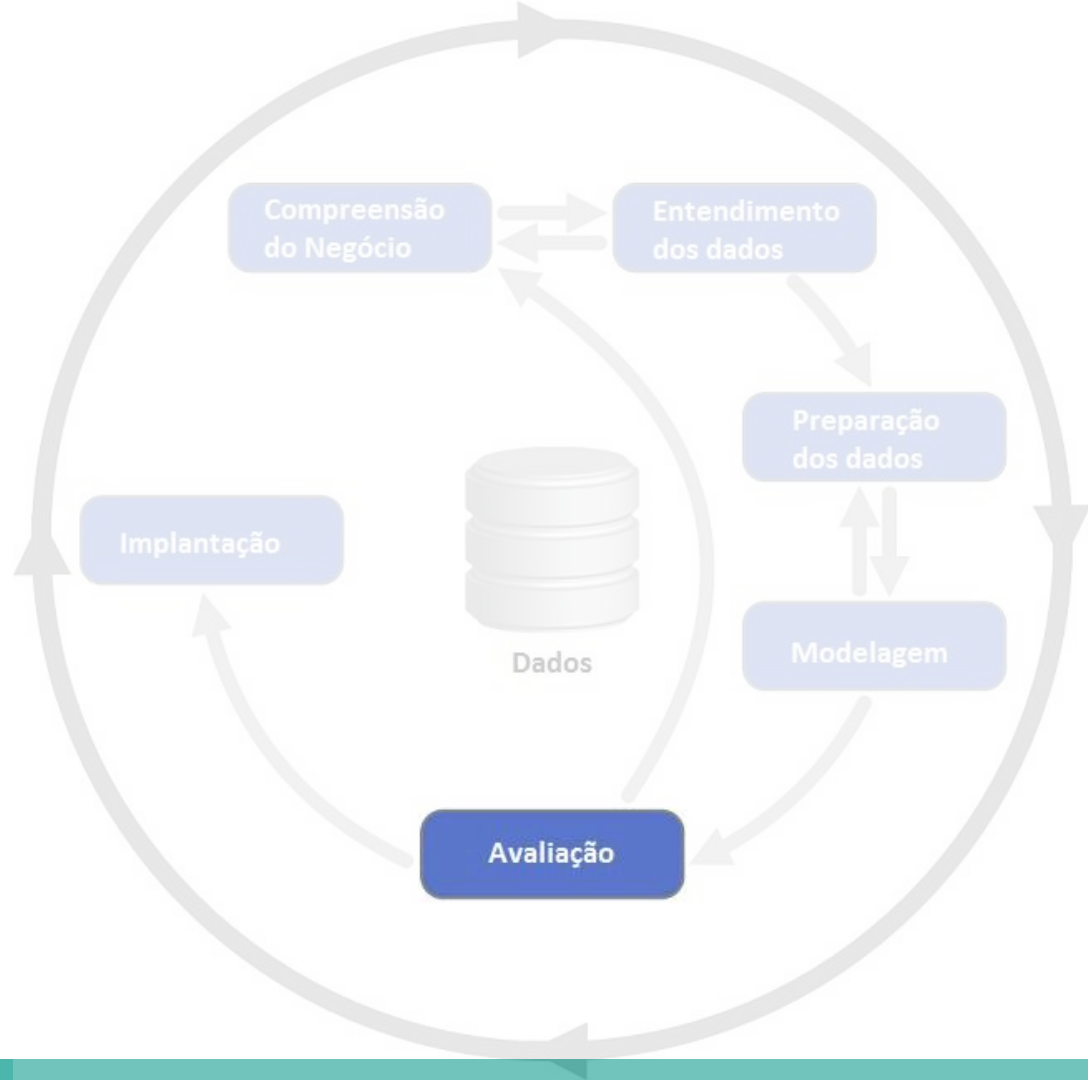 Compreensão
do Negócio
Entendimento
dos dados
Preparação
dos dados
Implantação
Modelagem
Dados
Avaliação